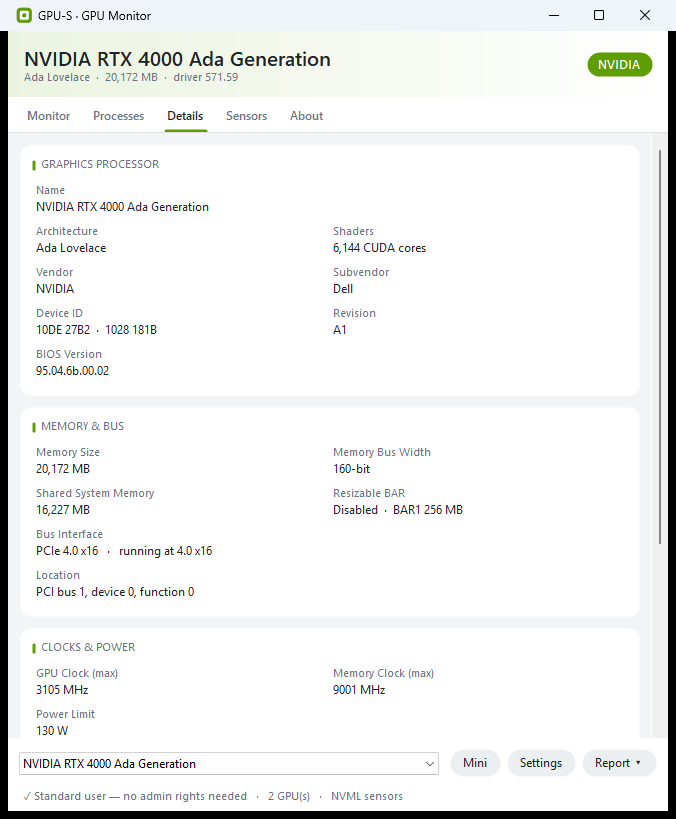 GPU-S · GPU Monitor
NVIDIA RTX 4000 Ada Generation
Ada Lovelace · 20,172 MB · driver 571.59
NVIDIA
Monitor Processes Details Sensors About
GRAPHICS PROCESSOR
Name
NVIDIA RTX 4000 Ada Generation
Architecture Shaders
Ada Lovelace 6,144 CUDA cores
Vendor Subvendor
NVIDIA Dell
Device ID Revision
10DE 27B2 · 1028 181B A1
BIOS Version
95.04.6b.00.02
MEMORY & BUS
Memory Size Memory Bus Width
20,172 MB 160-bit
Shared System Memory Resizable BAR
16,227 MB Disabled · BAR1 256 MB
Bus Interface
PCIe 4.0 x16 · running at 4.0 x16
Location
PCI bus 1, device 0, function 0
CLOCKS & POWER
GPU Clock (max) Memory Clock (max)
3105 MHz 9001 MHz
Power Limit
130 W
NVIDIA RTX 4000 Ada Generation Mini Settings Report
✓ Standard user — no admin rights needed · 2 GPU(s) · NVML sensors